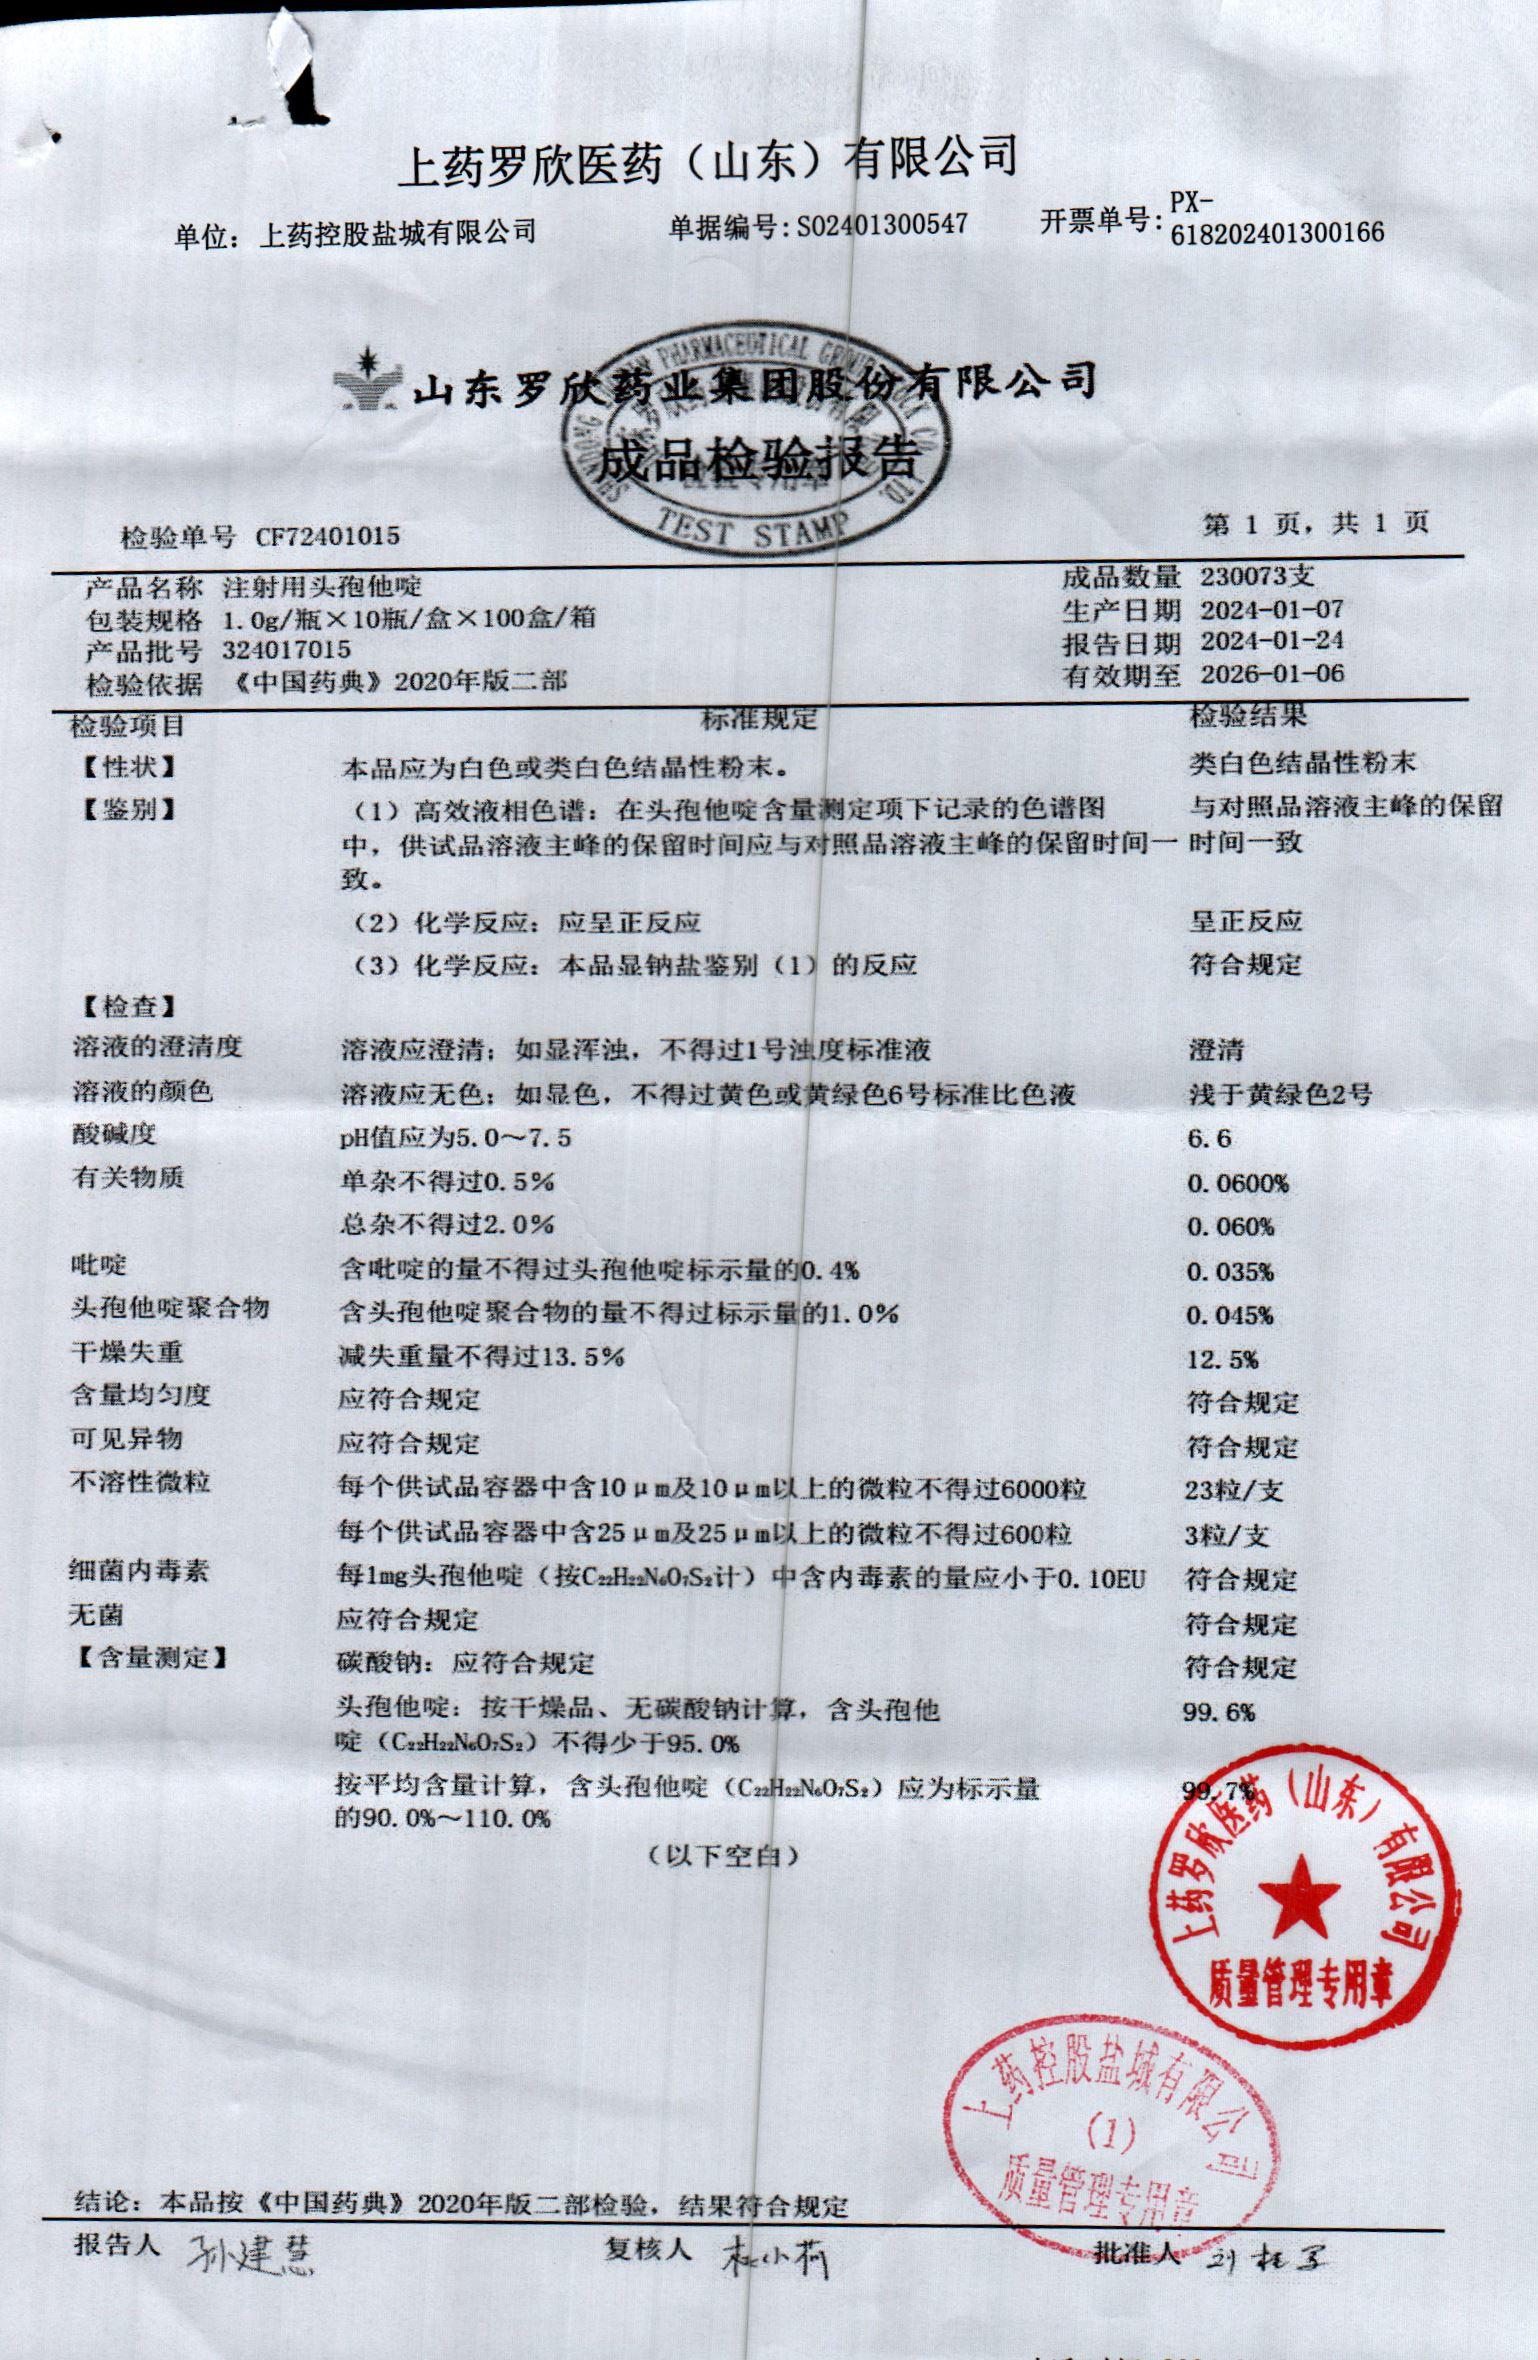 上药罗欣医药（山东）有限公司
单位：上药控股盐城有限公司 单据编号:S02401300547 开票单号:PX-
618202401300166
山东罗欣药业集团股份有限公司
成品检验报告
TEST STAMP
检验单号 CF72401015 第 1 页，共 1 页
产品名称 注射用头孢他啶 成品数量 230073支
包装规格 1.0g/瓶×10瓶/盒×100盒/箱 生产日期 2024-01-07
产品批号 324017015 报告日期 2024-01-24
检验依据 《中国药典》2020年版二部 有效期至 2026-01-06
检验项目 标准规定 检验结果
【性状】 本品应为白色或类白色结晶性粉末。 类白色结晶性粉末
【鉴别】 （1）高效液相色谱：在头孢他啶含量测定项下记录的色谱图 与对照品溶液主峰的保留
中，供试品溶液主峰的保留时间应与对照品溶液主峰的保留时间一 时间一致
致。
（2）化学反应：应呈正反应 呈正反应
（3）化学反应：本品显钠盐鉴别（1）的反应 符合规定
【检查】
溶液的澄清度 溶液应澄清；如显浑浊，不得过1号浊度标准液 澄清
溶液的颜色 溶液应无色；如显色，不得过黄色或黄绿色6号标准比色液 浅于黄绿色2号
酸碱度 pH值应为5.0～7.5 6.6
有关物质 单杂不得过0.5% 0.0600%
总杂不得过2.0% 0.060%
吡啶 含吡啶的量不得过头孢他啶标示量的0.4% 0.035%
头孢他啶聚合物 含头孢他啶聚合物的量不得过标示量的1.0% 0.045%
干燥失重 减失重量不得过13.5% 12.5%
含量均匀度 应符合规定 符合规定
可见异物 应符合规定 符合规定
不溶性微粒 每个供试品容器中含10μm及10μm以上的微粒不得过6000粒 23粒/支
每个供试品容器中含25μm及25μm以上的微粒不得过600粒 3粒/支
细菌内毒素 每1mg头孢他啶（按C₂₂H₂₂N₆O₇S₂计）中含内毒素的量应小于0.10EU 符合规定
无菌 应符合规定 符合规定
【含量测定】 碳酸钠：应符合规定 符合规定
头孢他啶：按干燥品、无碳酸钠计算，含头孢他 99.6%
啶（C₂₂H₂₂N₆O₇S₂）不得少于95.0%
按平均含量计算，含头孢他啶（C₂₂H₂₂N₆O₇S₂）应为标示量 99.7%
的90.0%～110.0%
（以下空白）
上药罗欣医药（山东）有限公司
质量管理专用章
上药控股盐城有限公司
(1)
质量管理专用章
结论：本品按《中国药典》2020年版二部检验，结果符合规定
报告人 孙建慧 复核人 杜小荷 批准人